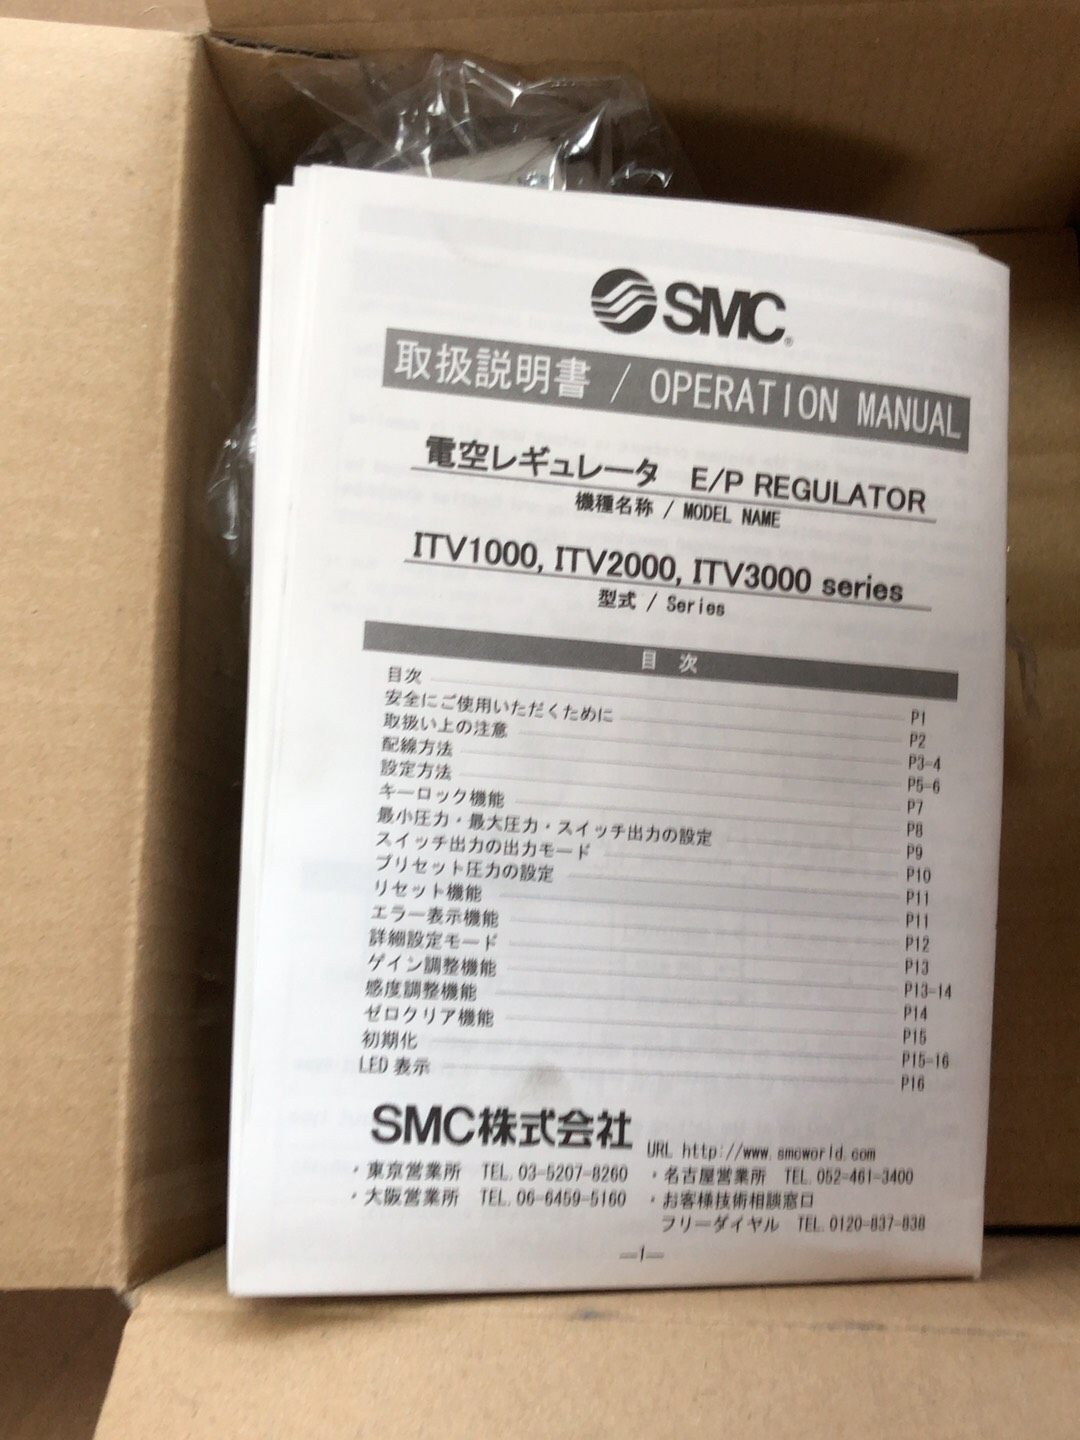 SMC®
取扱説明書 / OPERATION MANUAL
電空レギュレータ E/P REGULATOR
機種名称 / MODEL NAME
ITV1000, ITV2000, ITV3000 series
型式 / Series
目 次
目次 P1
安全にご使用いただくために P2
取扱い上の注意 P3-4
配線方法 P5-6
設定方法 P7
キーロック機能 P8
最小圧力・最大圧力・スイッチ出力の設定 P9
スイッチ出力の出力モード P10
プリセット圧力の設定 P11
リセット機能 P11
エラー表示機能 P12
詳細設定モード P13
ゲイン調整機能 P13-14
感度調整機能 P14
ゼロクリア機能 P15
初期化 P15-16
LED 表示 P16
SMC株式会社 URL http://www.smcworld.com
・東京営業所 TEL.03-5207-8260 ・名古屋営業所 TEL.052-461-3400
・大阪営業所 TEL.06-6459-5160 ・お客様技術相談窓口
フリーダイヤル TEL.0120-837-838
—1—